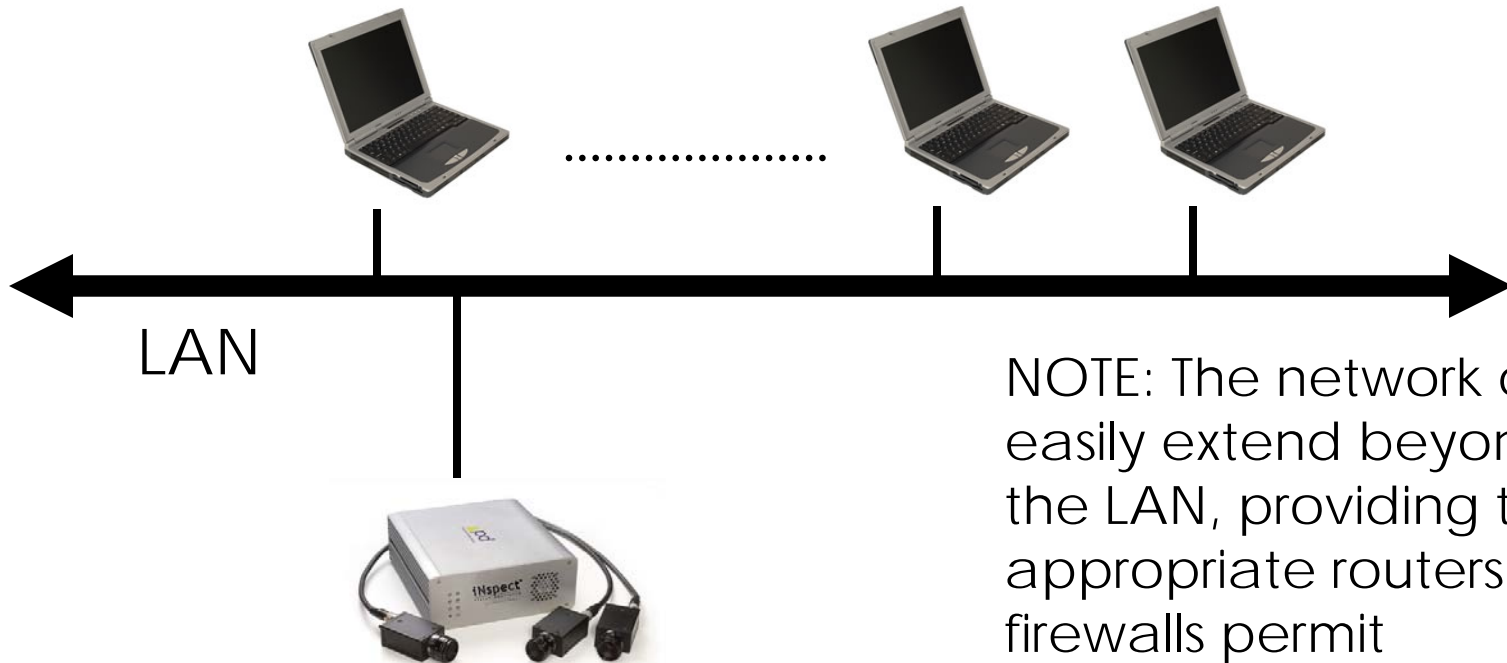 LAN
NOTE: The network
easily extend
the LAN, providing
appropriate routers
firewalls permit
iNspect